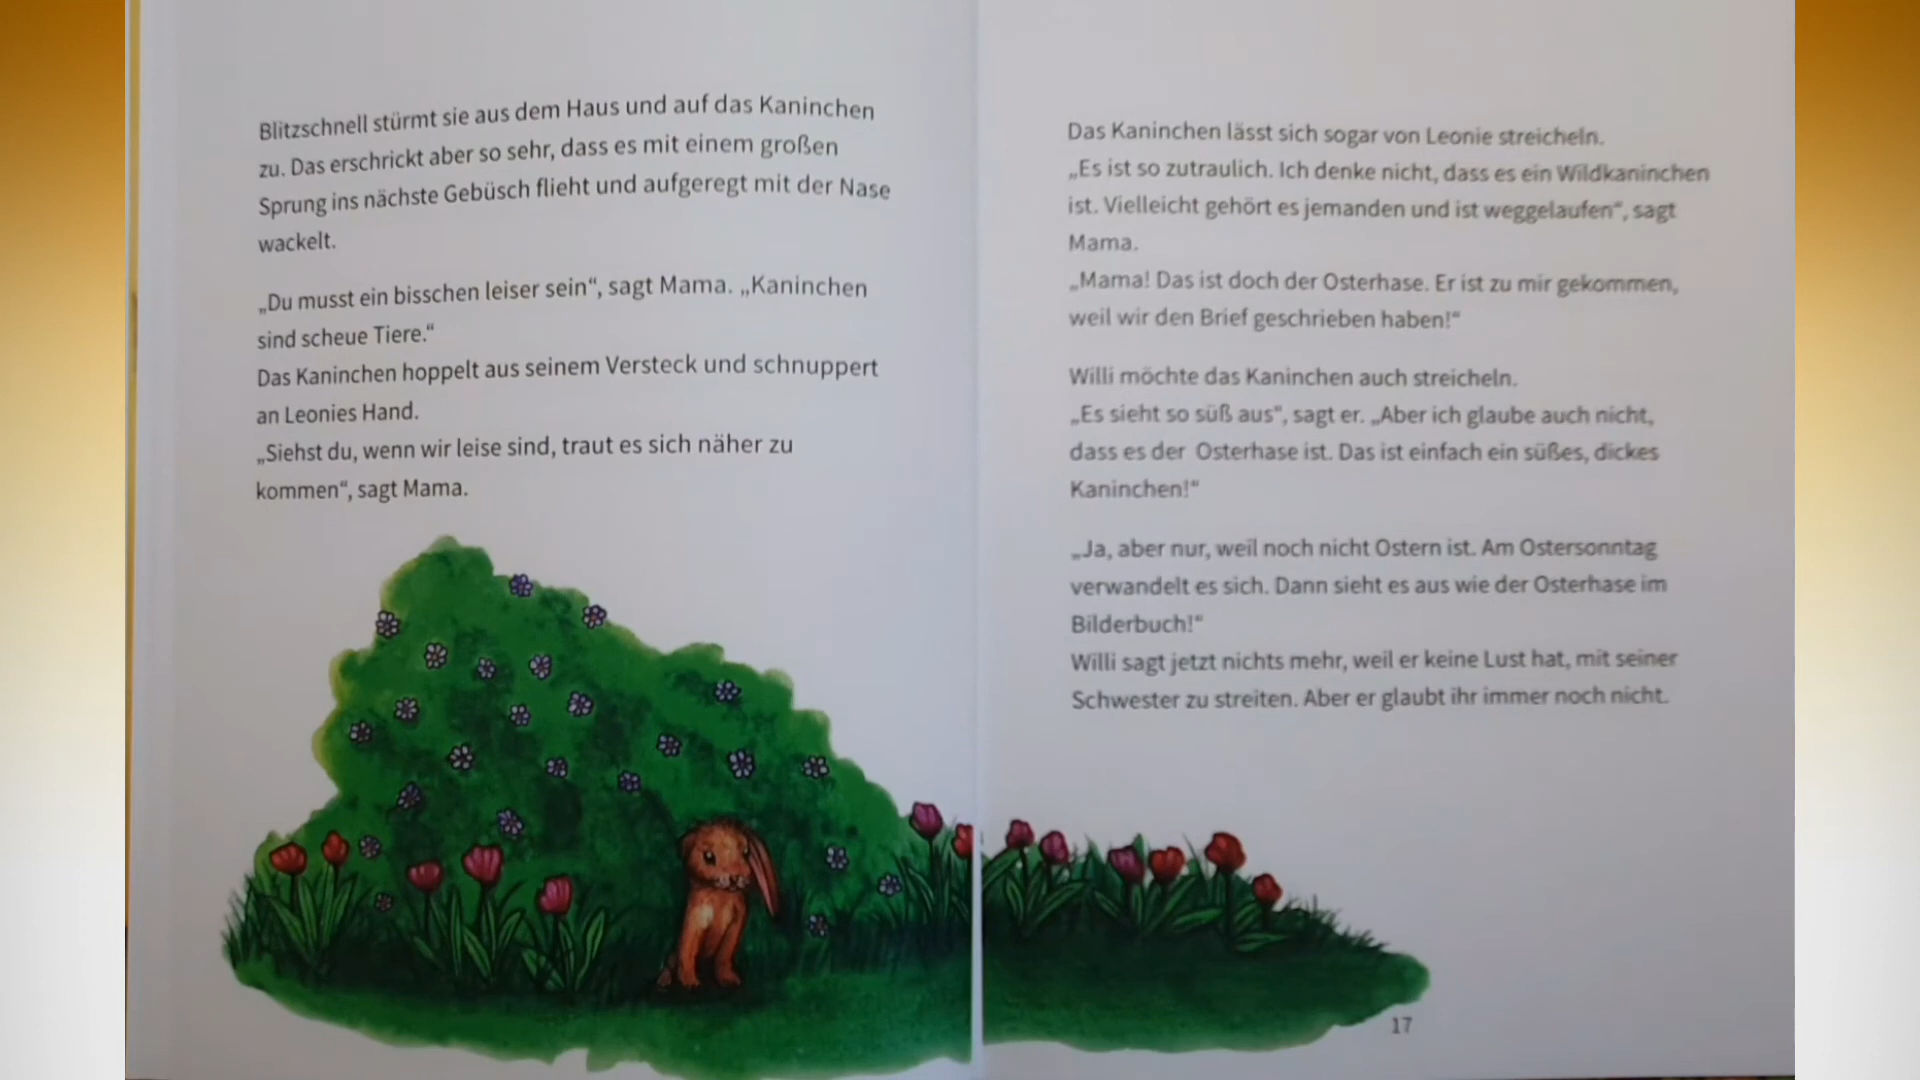 Blitzschnell stürmt sie aus dem Haus und auf das Kaninchen
zu. Das erschrickt aber so sehr, dass es mit einem großen
Sprung ins nächste Gebüsch flieht und aufgeregt mit der Nase
wackelt.
„Du musst ein bisschen leiser sein“, sagt Mama. „Kaninchen
sind scheue Tiere.“
Das Kaninchen hoppelt aus seinem Versteck und schnuppert
an Leonies Hand.
„Siehst du, wenn wir leise sind, traut es sich näher zu
kommen“, sagt Mama.
Das Kaninchen lässt sich sogar von Leonie streicheln.
„Es ist so zutraulich. Ich denke nicht, dass es ein Wildkaninchen
ist. Vielleicht gehört es jemanden und ist weggelaufen“, sagt
Mama.
„Mama! Das ist doch der Osterhase. Er ist zu mir gekommen,
weil wir den Brief geschrieben haben!“
Willi möchte das Kaninchen auch streicheln.
„Es sieht so süß aus“, sagt er. „Aber ich glaube auch nicht,
dass es der Osterhase ist. Das ist einfach ein süßes, dickes
Kaninchen!“
„Ja, aber nur, weil noch nicht Ostern ist. Am Ostersonntag
verwandelt es sich. Dann sieht es aus wie der Osterhase im
Bilderbuch!“
Willi sagt jetzt nichts mehr, weil er keine Lust hat, mit seiner
Schwester zu streiten. Aber er glaubt ihr immer noch nicht.
17